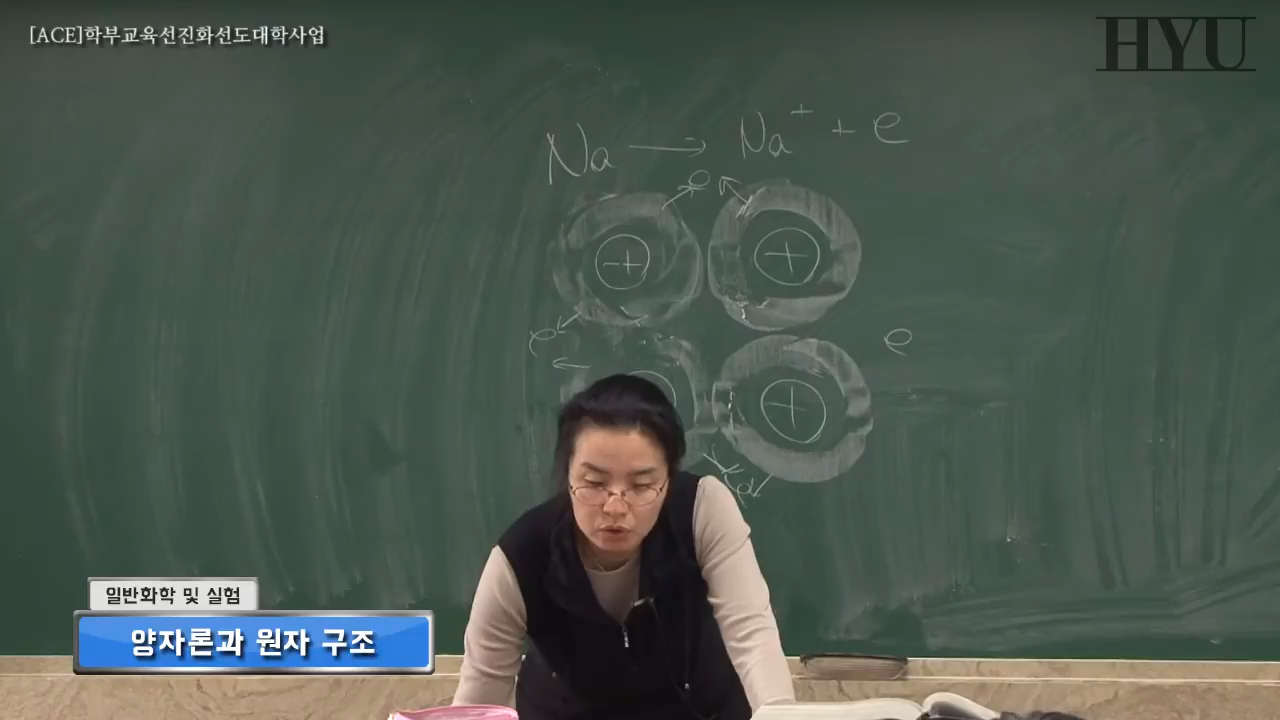 [ACE]학부교육선진화선도대학사업
HYU
Na → Na⁺ + e
e
+
+
e
e
+
e
일반화학 및 실험
양자론과 원자 구조